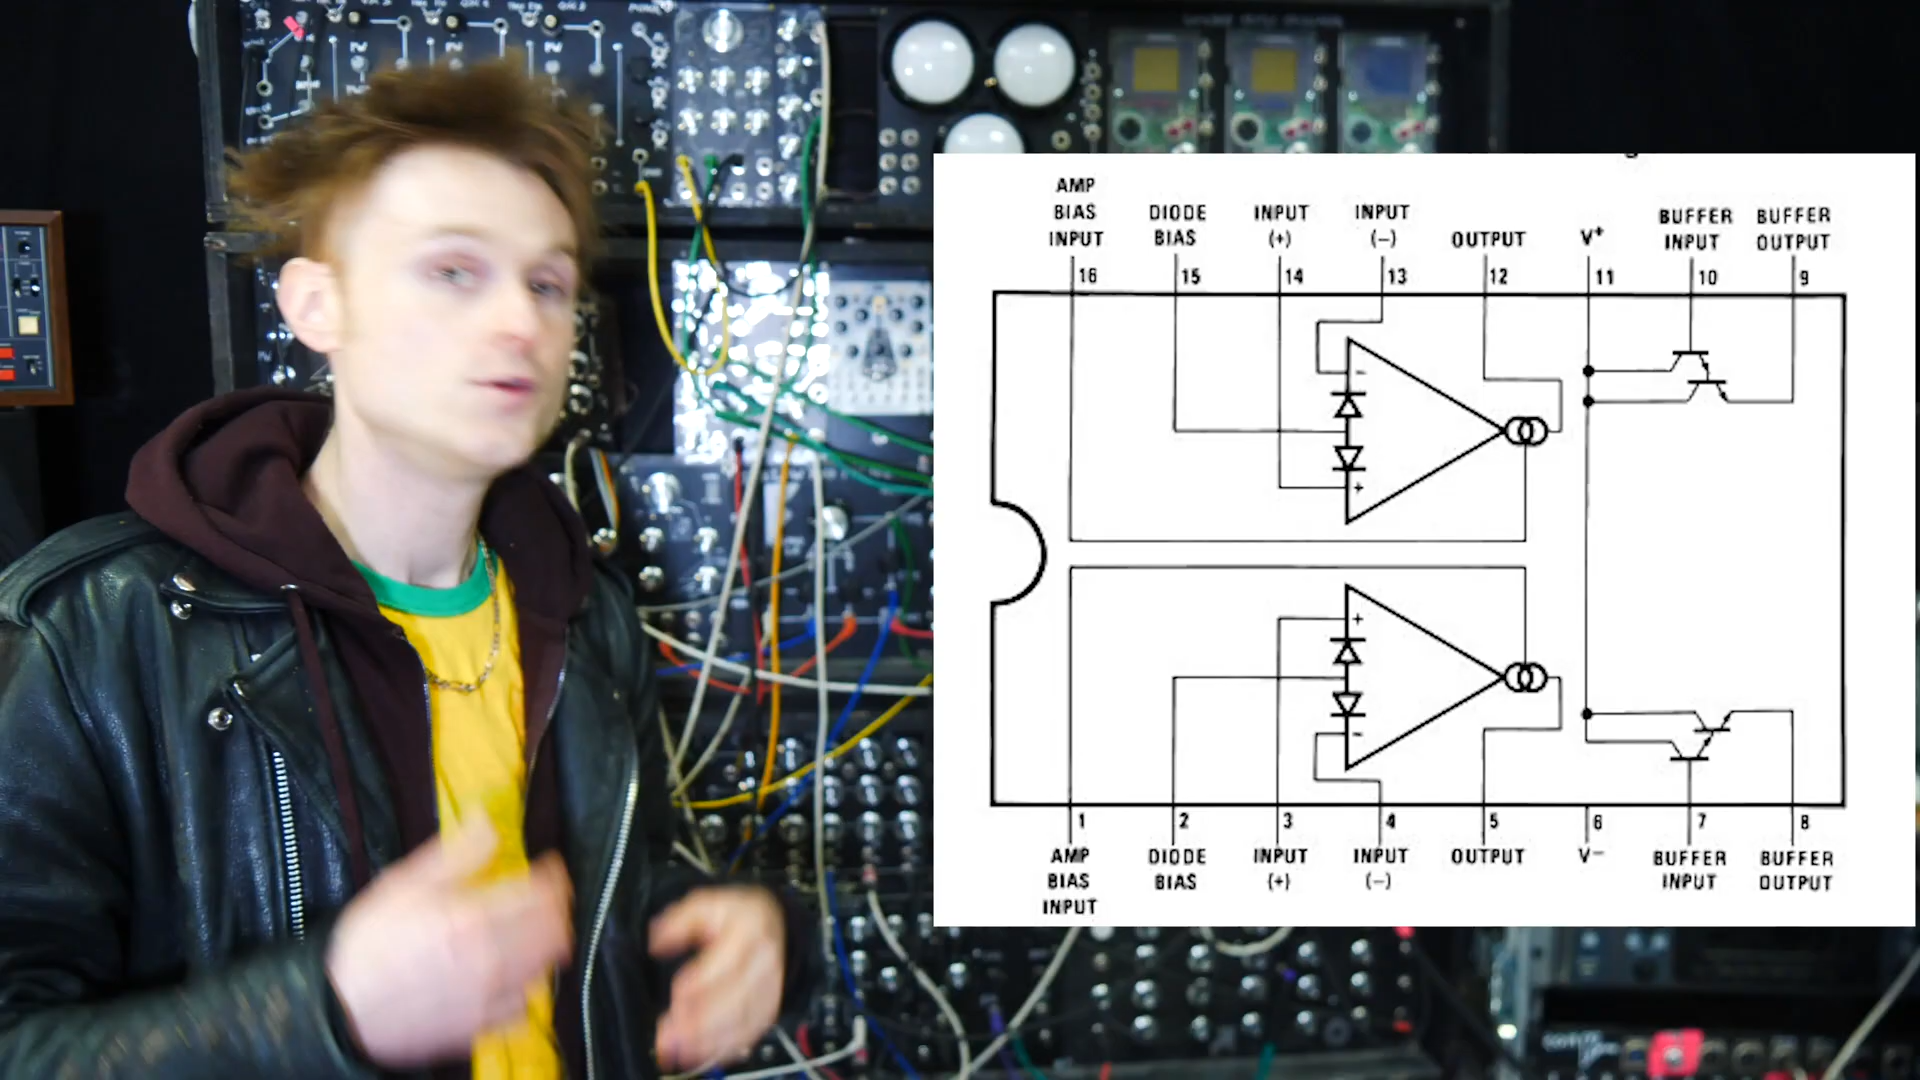 AMP
BIAS
INPUT
DIODE
BIAS
INPUT
(+)
INPUT
(−)
OUTPUT
V+
BUFFER
INPUT
BUFFER
OUTPUT
16 15 14 13 12 11 10 9
−
+
+
−
1 2 3 4 5 6 7 8
AMP
BIAS
INPUT
DIODE
BIAS
INPUT
(+)
INPUT
(−)
OUTPUT
V−
BUFFER
INPUT
BUFFER
OUTPUT